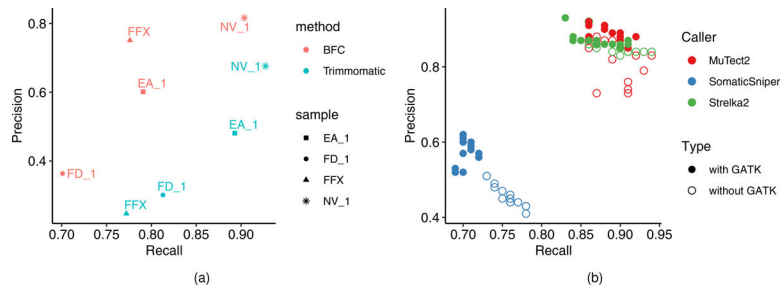 FFX
NV_1
NV_1
EA_1
EA_1
FD_1
FD_1
FFX
0.8
0.6
0.4
Precision
0.70
0.75
0.80
0.85
0.90
Recall
method
BFC
Trimmomatic
sample
EA_1
FD_1
FFX
NV_1
(a)
0.8
0.6
0.4
Precision
0.70
0.75
0.80
0.85
0.90
0.95
Recall
Caller
MuTect2
SomaticSniper
Strelka2
Type
with GATK
without GATK
(b)